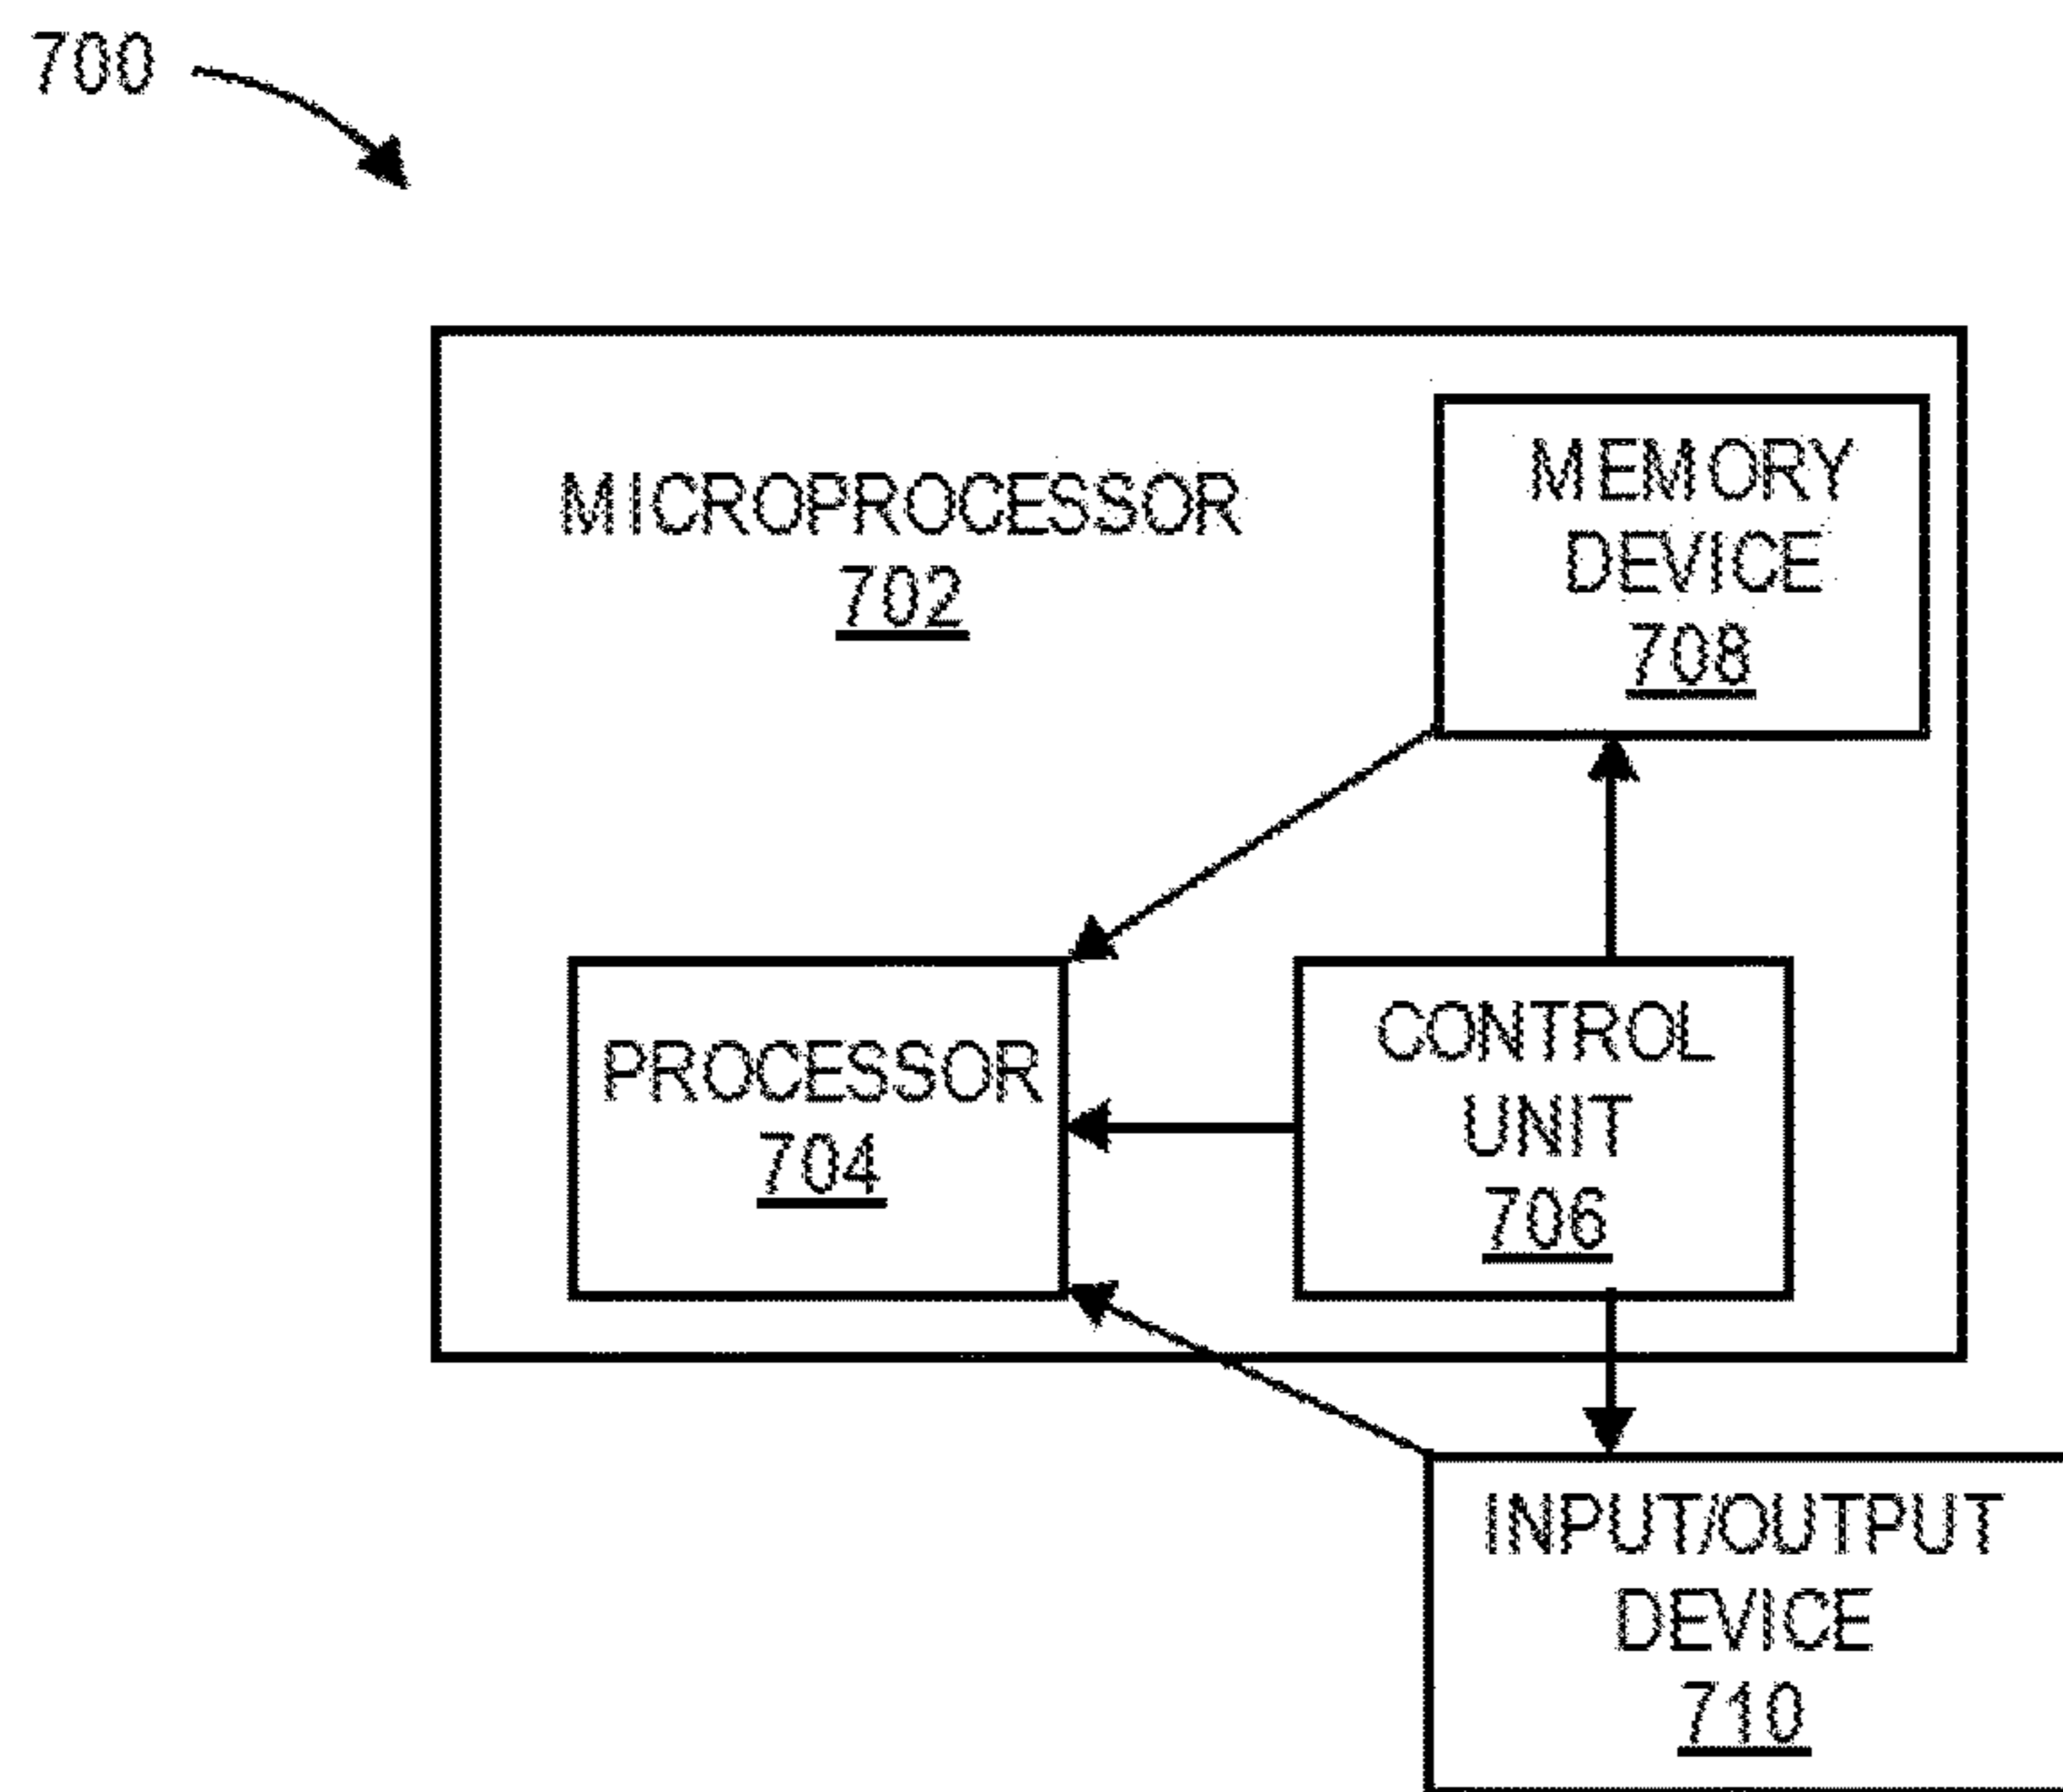 700
MICROPROCESSOR
702
MEMORY
DEVICE
708
PROCESSOR
704
CONTROL
UNIT
706
INPUT/OUTPUT
DEVICE
710